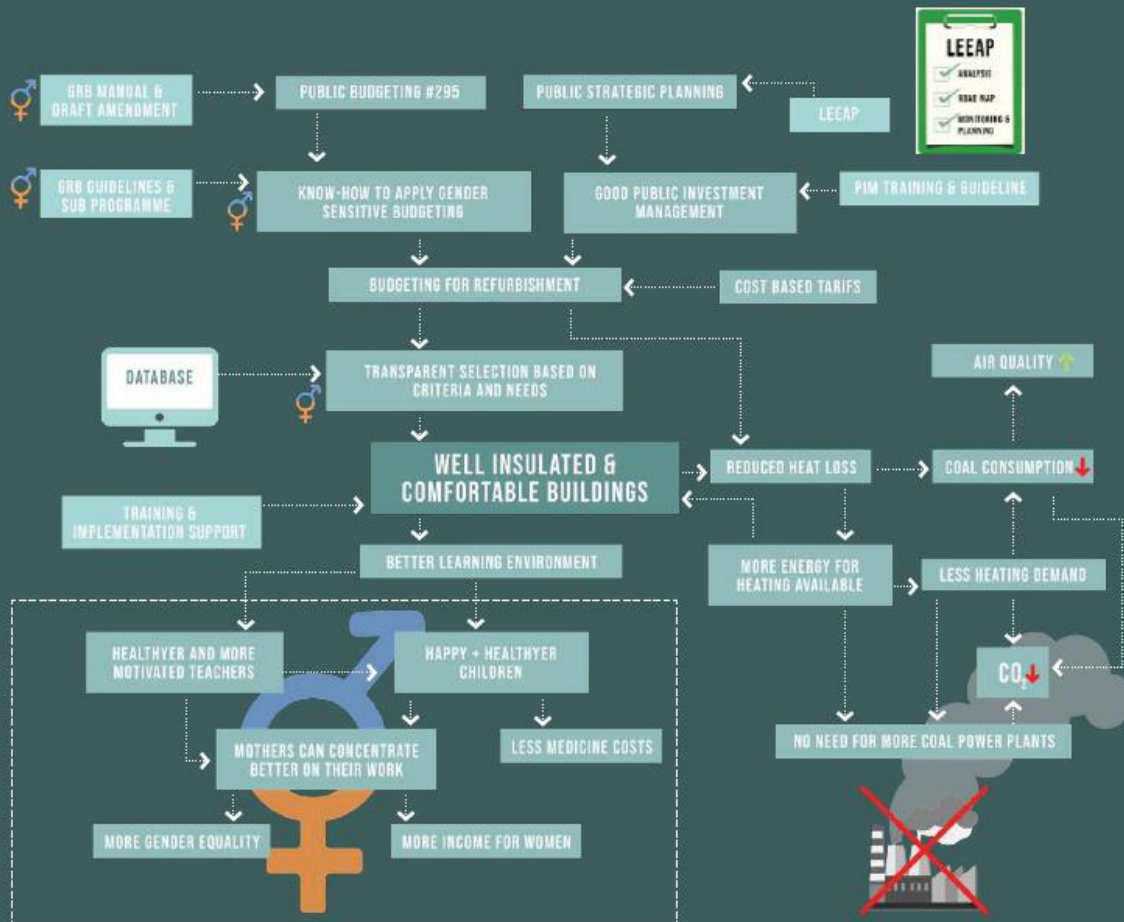 LEEAP
ANALYSIS
ROAD MAP
MONITORING &
PLANNING
GRB MANUAL &
DRAFT AMENDMENT
PUBLIC BUDGETING #295
PUBLIC STRATEGIC PLANNING
LEEAP
GRB GUIDELINES &
SUB PROGRAMME
KNOW-HOW TO APPLY GENDER
SENSITIVE BUDGETING
GOOD PUBLIC INVESTMENT
MANAGEMENT
PIM TRAINING & GUIDELINE
BUDGETING FOR REFURBISHMENT
COST BASED TARIFS
DATABASE
TRANSPARENT SELECTION BASED ON
CRITERIA AND NEEDS
AIR QUALITY
WELL INSULATED &
COMFORTABLE BUILDINGS
REDUCED HEAT LOSS
COAL CONSUMPTION
TRAINING &
IMPLEMENTATION SUPPORT
BETTER LEARNING ENVIRONMENT
MORE ENERGY FOR
HEATING AVAILABLE
LESS HEATING DEMAND
HEALTHYER AND MORE
MOTIVATED TEACHERS
HAPPY + HEALTHYER
CHILDREN
CO2
MOTHERS CAN CONCENTRATE
BETTER ON THEIR WORK
LESS MEDICINE COSTS
NO NEED FOR MORE COAL POWER PLANTS
MORE GENDER EQUALITY
MORE INCOME FOR WOMEN